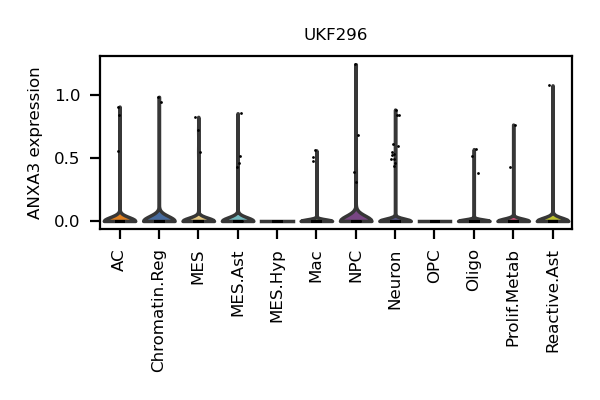 UKF296
ANXA3 expression
1.0
0.5
0.0
AC
Chromatin.Reg
MES
MES.Ast
MES.Hyp
Mac
NPC
Neuron
OPC
Oligo
Prolif.Metab
Reactive.Ast